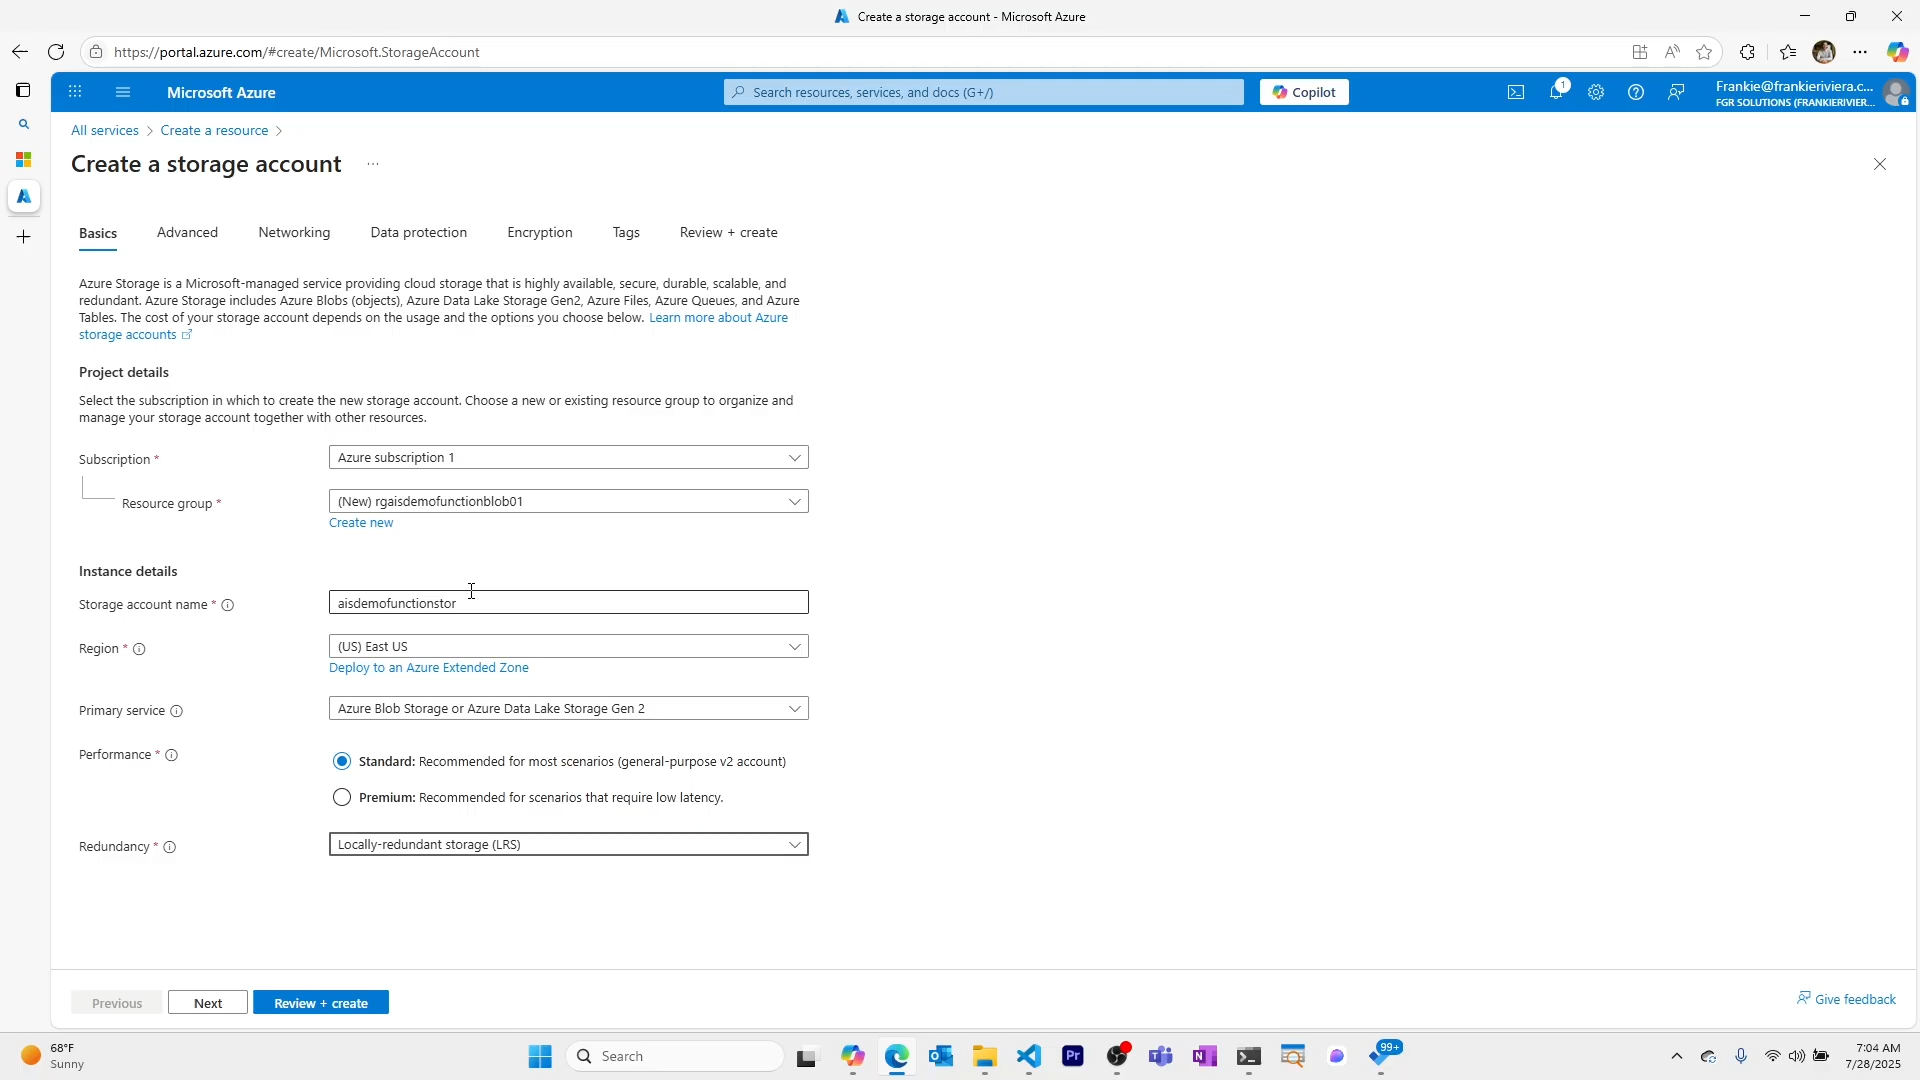 Create a storage account - Microsoft Azure
https://portal.azure.com/#create/Microsoft.StorageAccount
Microsoft Azure
Search resources, services, and docs (G+/)
Copilot
1
Frankie@frankieriviera.c...
FGR SOLUTIONS (FRANKIERIVIER...
All services > Create a resource >
Create a storage account ...
Basics Advanced Networking Data protection Encryption Tags Review + create
Azure Storage is a Microsoft-managed service providing cloud storage that is highly available, secure, durable, scalable, and
redundant. Azure Storage includes Azure Blobs (objects), Azure Data Lake Storage Gen2, Azure Files, Azure Queues, and Azure
Tables. The cost of your storage account depends on the usage and the options you choose below. Learn more about Azure
storage accounts
Project details
Select the subscription in which to create the new storage account. Choose a new or existing resource group to organize and
manage your storage account together with other resources.
Subscription *
Azure subscription 1
Resource group *
(New) rgaisdemofunctionblob01
Create new
Instance details
Storage account name *
aisdemofunctionstor
Region *
(US) East US
Deploy to an Azure Extended Zone
Primary service
Azure Blob Storage or Azure Data Lake Storage Gen 2
Performance *
Standard: Recommended for most scenarios (general-purpose v2 account)
Premium: Recommended for scenarios that require low latency.
Redundancy *
Locally-redundant storage (LRS)
Previous
Next
Review + create
Give feedback
68°F
Sunny
Search
Pr
99+
7:04 AM
7/28/2025